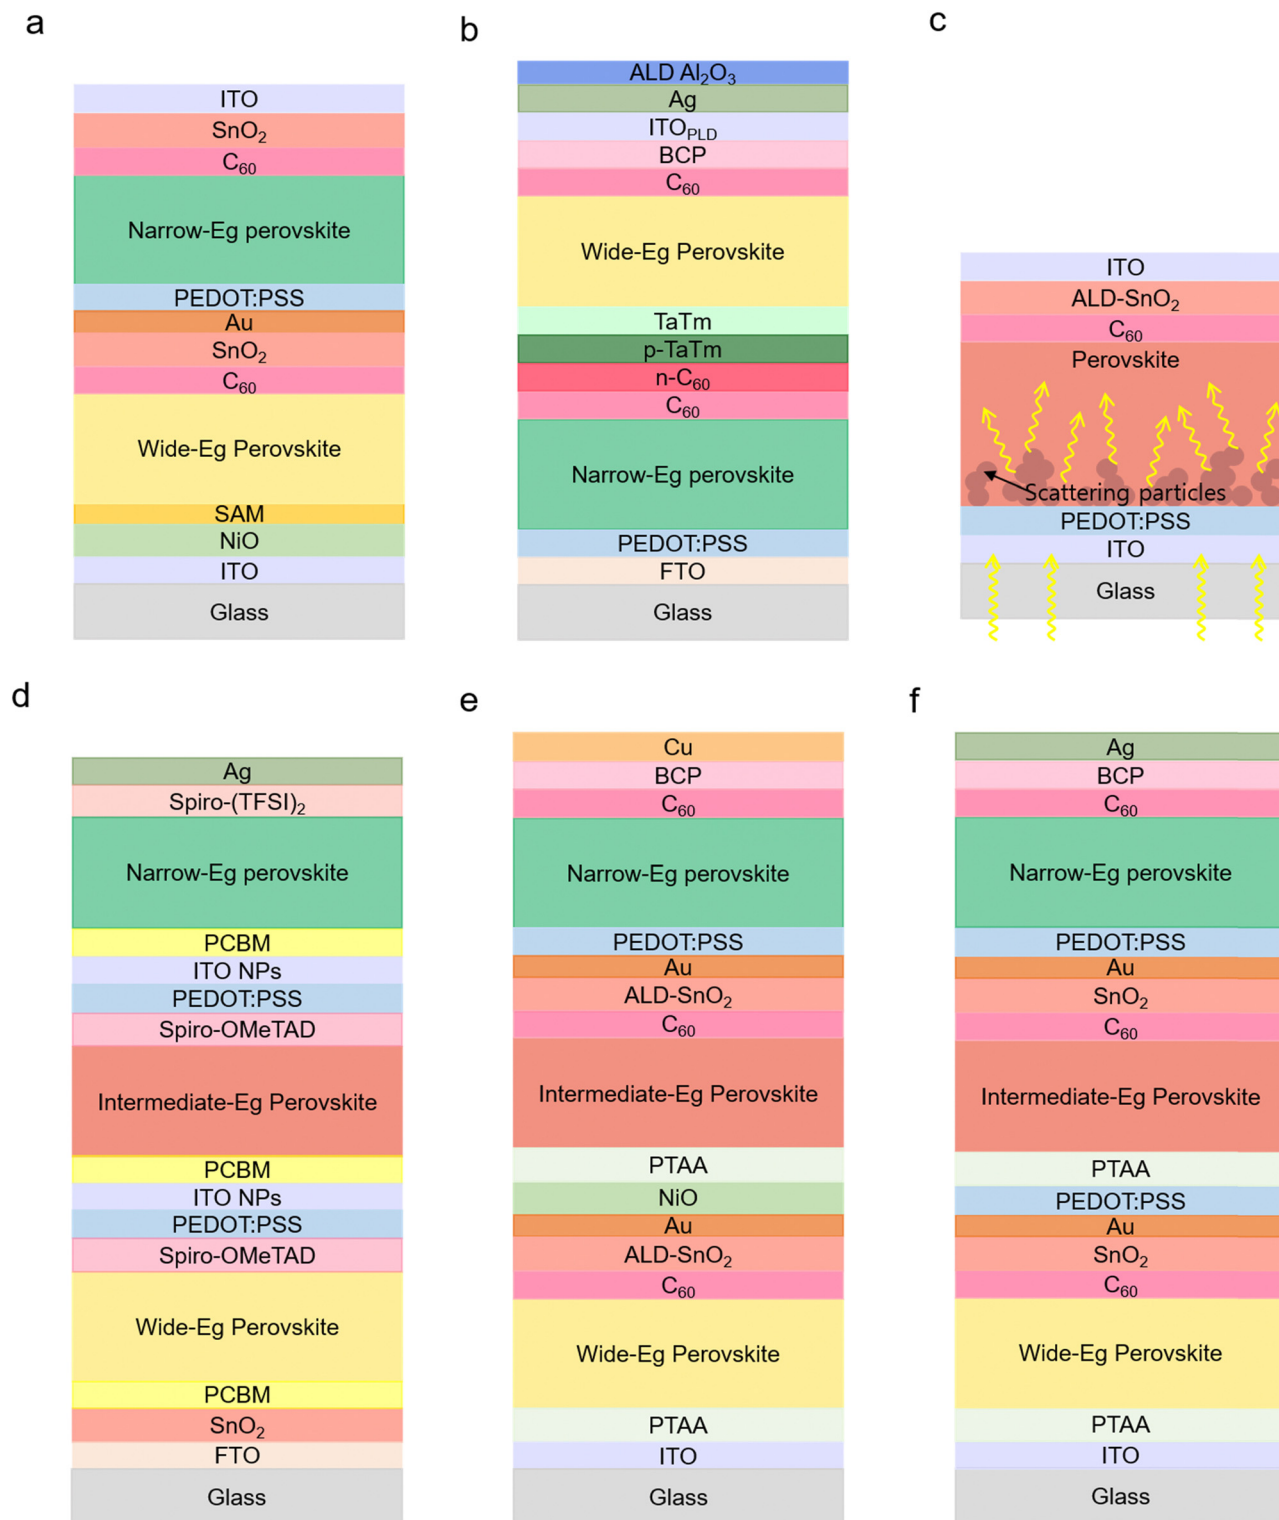 a
ITO
SnO₂
C₆₀
Narrow-Eg perovskite
PEDOT:PSS
Au
SnO₂
C₆₀
Wide-Eg Perovskite
SAM
NiO
ITO
Glass
b
ALD Al₂O₃
Ag
ITO_PLD
BCP
C₆₀
Wide-Eg Perovskite
TaTm
p-TaTm
n-C₆₀
C₆₀
Narrow-Eg perovskite
PEDOT:PSS
FTO
Glass
c
ITO
ALD-SnO₂
C₆₀
Perovskite
Scattering particles
PEDOT:PSS
ITO
Glass
d
Ag
Spiro-(TFSI)₂
Narrow-Eg perovskite
PCBM
ITO NPs
PEDOT:PSS
Spiro-OMeTAD
Intermediate-Eg Perovskite
PCBM
ITO NPs
PEDOT:PSS
Spiro-OMeTAD
Wide-Eg Perovskite
PCBM
SnO₂
FTO
Glass
e
Cu
BCP
C₆₀
Narrow-Eg perovskite
PEDOT:PSS
Au
ALD-SnO₂
C₆₀
Intermediate-Eg Perovskite
PTAA
NiO
Au
ALD-SnO₂
C₆₀
Wide-Eg Perovskite
PTAA
ITO
Glass
f
Ag
BCP
C₆₀
Narrow-Eg perovskite
PEDOT:PSS
Au
SnO₂
C₆₀
Intermediate-Eg Perovskite
PTAA
PEDOT:PSS
Au
SnO₂
C₆₀
Wide-Eg Perovskite
PTAA
ITO
Glass